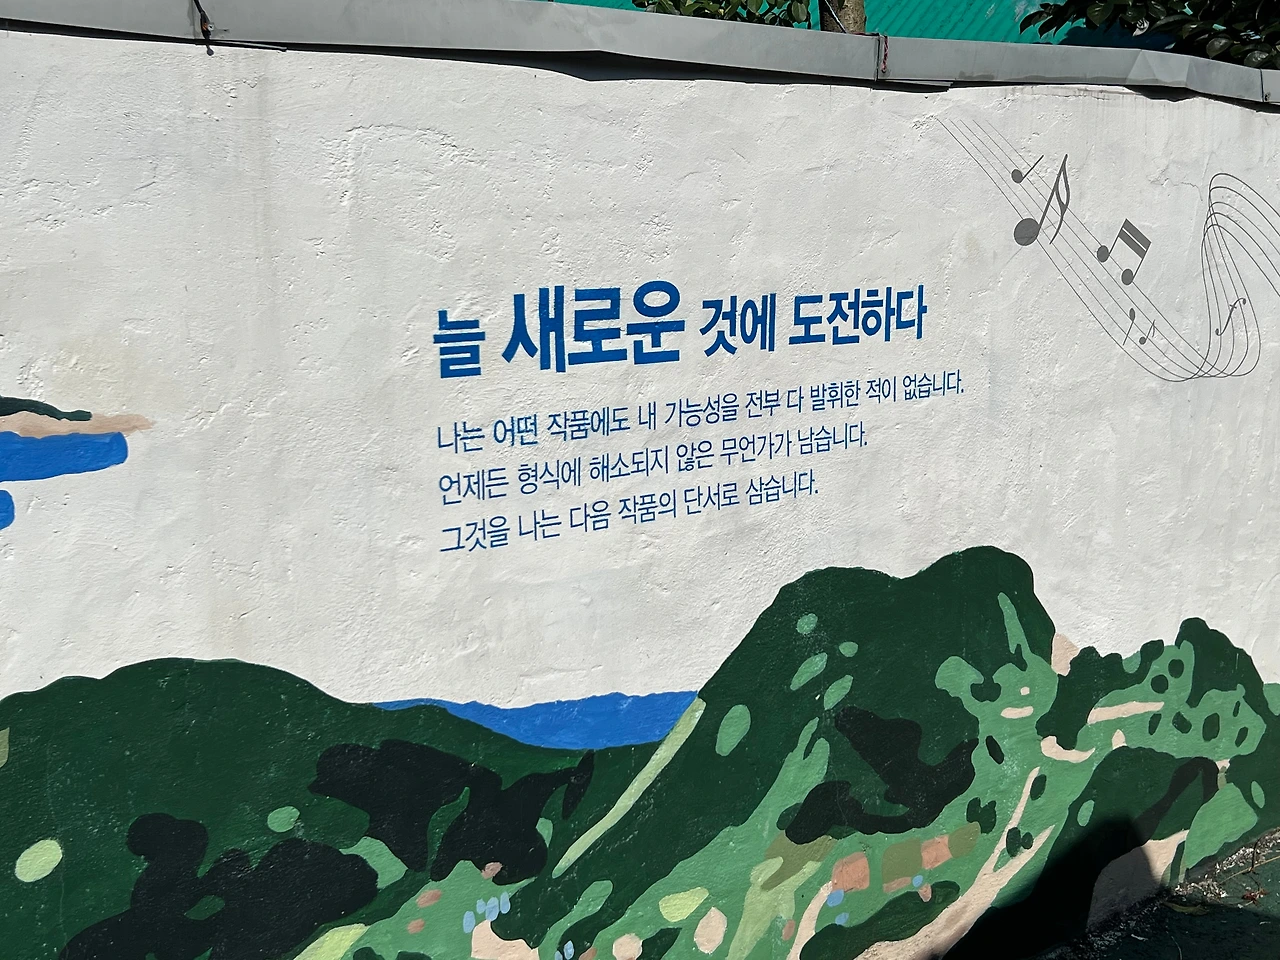 늘 새로운 것에 도전하다
나는 어떤 작품에도 내 가능성을 전부 다 발휘한 적이 없습니다.
언제든 형식에 해소되지 않은 무언가가 남습니다.
그것을 나는 다음 작품의 단서로 삼습니다.